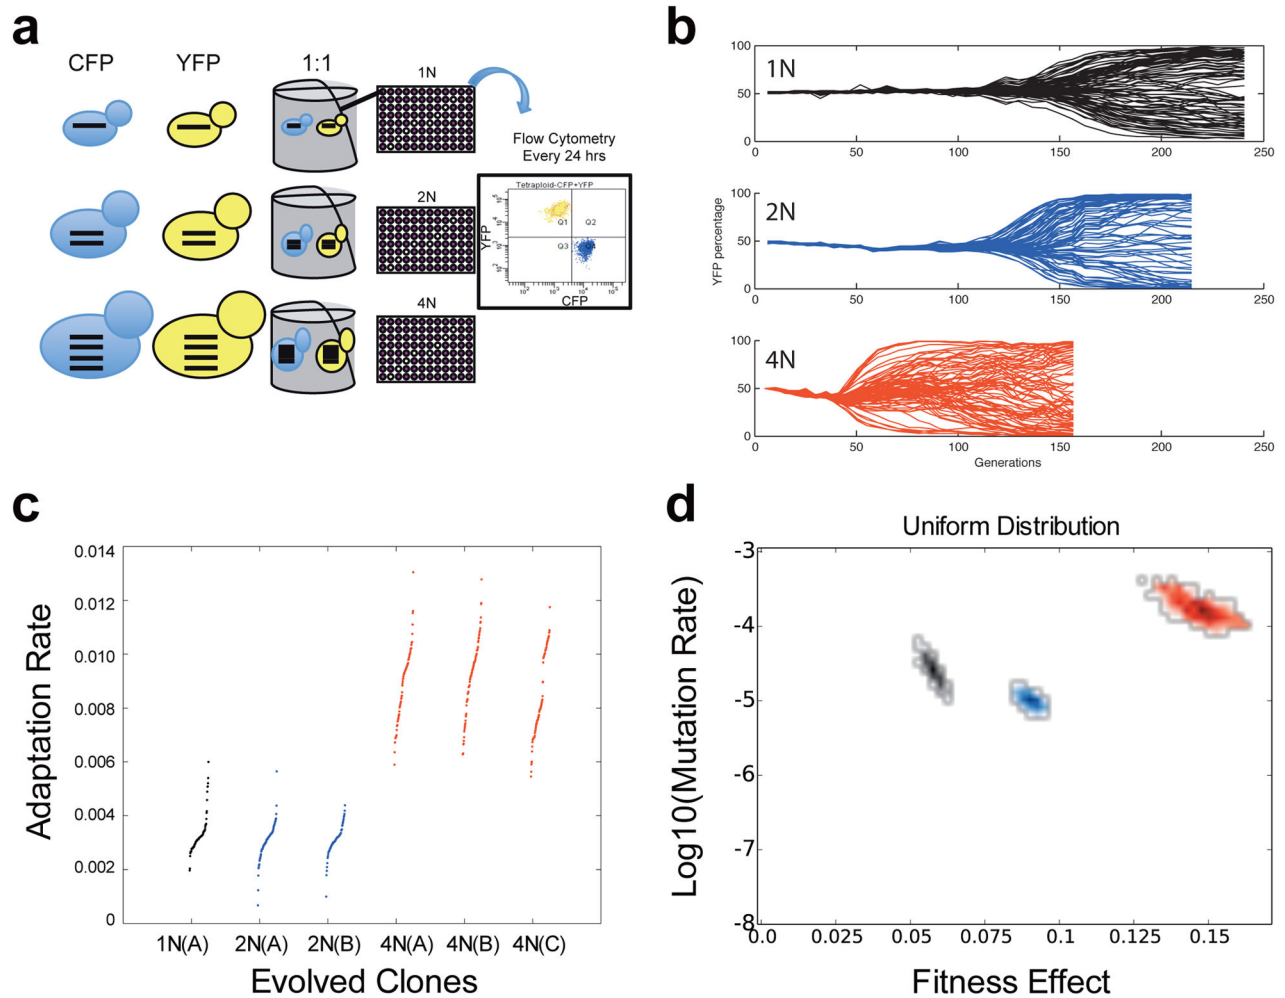 a
CFP
YFP
1:1
1N
Flow Cytometry
Every 24 hrs
2N
Tetraploid-CFP+YFP
Q1
Q2
Q3
YFP
CFP
4N
b
100
50
0
1N
0
50
100
150
200
250
YFP percentage
100
50
0
2N
0
50
100
150
200
250
100
50
0
4N
0
50
100
150
200
250
Generations
c
Adaptation Rate
0.014
0.012
0.010
0.008
0.006
0.004
0.002
0
1N(A)
2N(A)
2N(B)
4N(A)
4N(B)
4N(C)
Evolved Clones
d
Uniform Distribution
Log10(Mutation Rate)
-3
-4
-5
-6
-7
-8
0.0
0.025
0.05
0.075
0.1
0.125
0.15
Fitness Effect